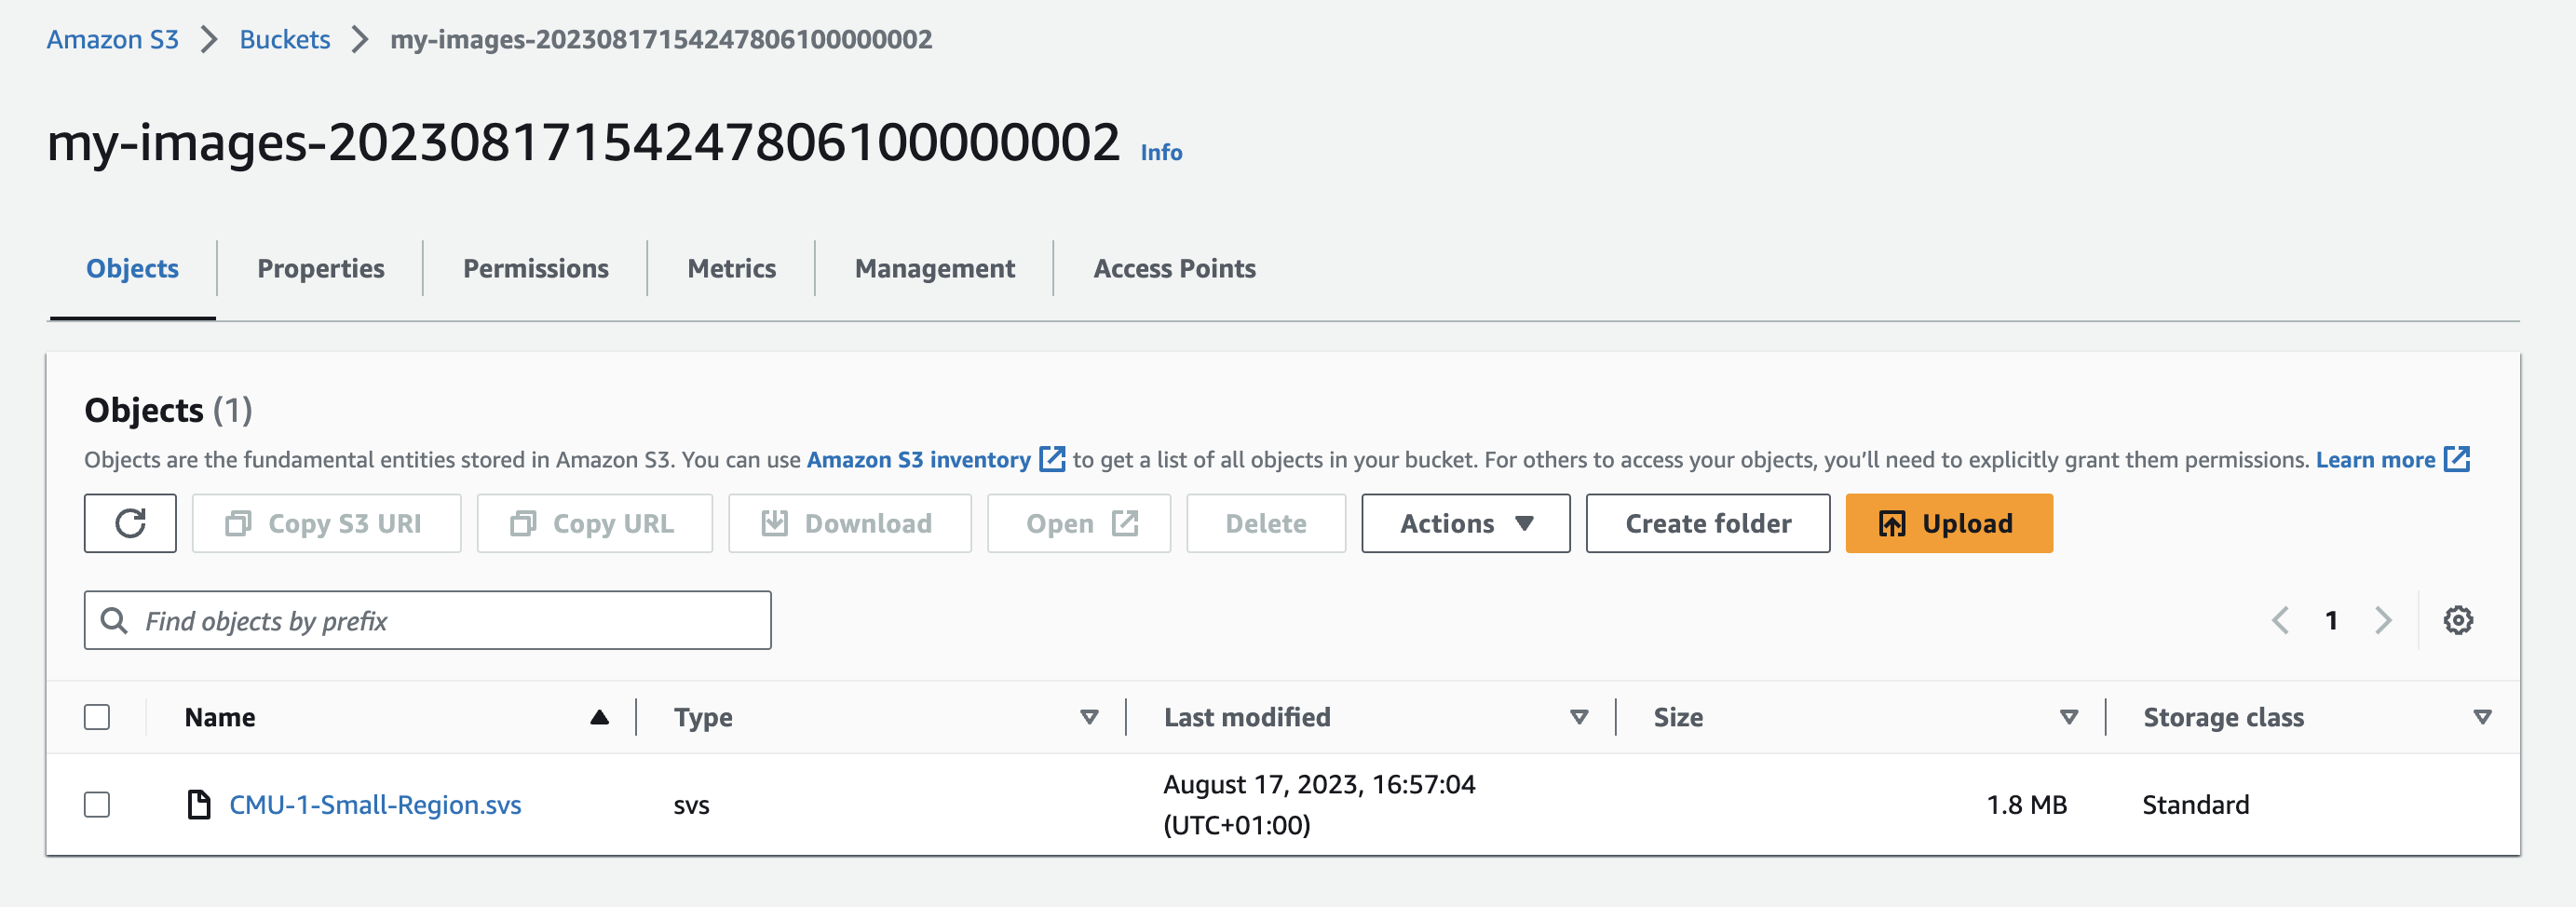 Amazon S3 Buckets my-images-20230817154247806100000002
my-images-20230817154247806100000002 Info
Objects Properties Permissions Metrics Management Access Points
Objects (1)
Objects are the fundamental entities stored in Amazon S3. You can use Amazon S3 inventory to get a list of all objects in your bucket. For others to access your objects, you’ll need to explicitly grant them permissions. Learn more
Copy S3 URI Copy URL Download Open Delete Actions Create folder Upload
Find objects by prefix 1
Name Type Last modified Size Storage class
CMU-1-Small-Region.svs svs August 17, 2023, 16:57:04 1.8 MB Standard
(UTC+01:00)